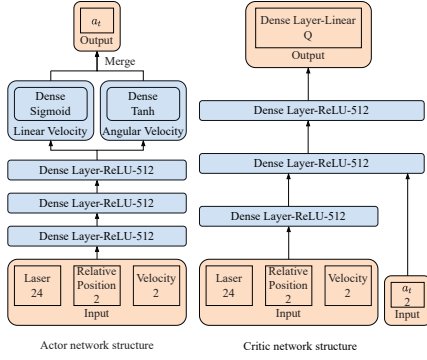 a_t
Output
Merge
Dense
Sigmoid
Linear Velocity
Dense
Tanh
Angular Velocity
Dense Layer-ReLU-512
Dense Layer-ReLU-512
Dense Layer-ReLU-512
Laser
24
Relative
Position
2
Velocity
2
Input
Actor network structure
Dense Layer-Linear
Q
Output
Dense Layer-ReLU-512
Dense Layer-ReLU-512
Dense Layer-ReLU-512
Laser
24
Relative
Position
2
Velocity
2
Input
a_t
2
Input
Critic network structure